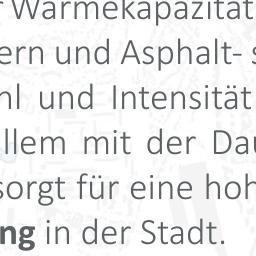 Wärmekapazität
ern und Asphalt-
hl und Intensität
llem mit der Dau
sorgt für eine hoh
ng in der Stadt.